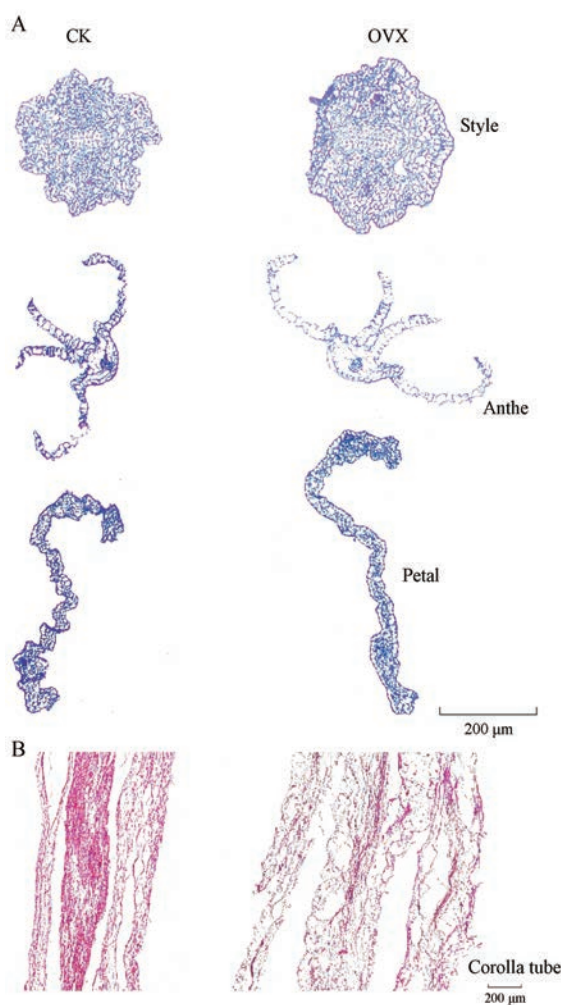 A
CK
OVX
Style
Anthe
Petal
200 μm
B
Corolla tube
200 μm